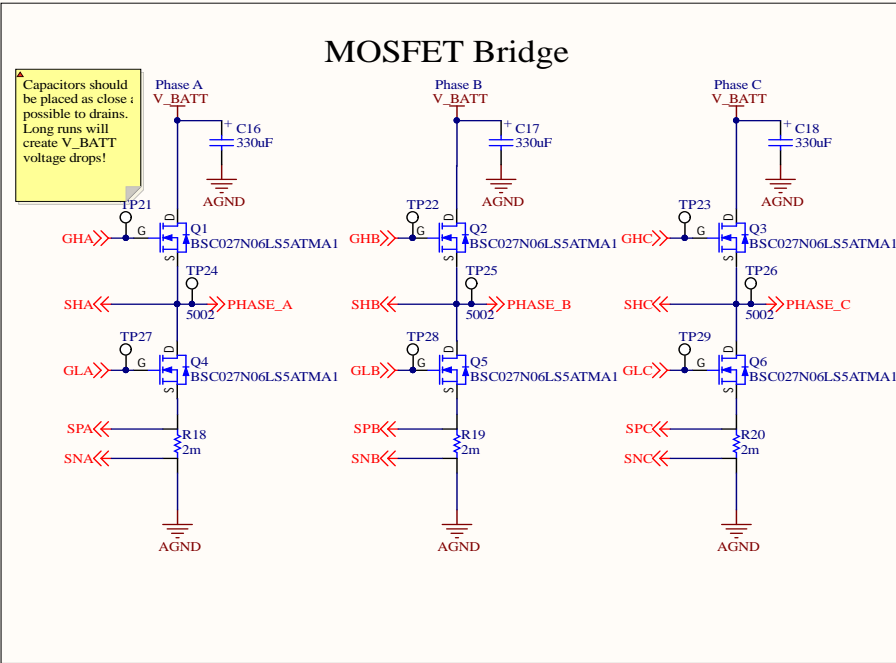 MOSFET Bridge
Capacitors should
be placed as close a
possible to drains.
Long runs will
create V_BATT
voltage drops!
Phase A
V_BATT
+
C16
330uF
AGND
TP21
GHA
G
D
S
Q1
BSC027N06LS5ATMA1
TP24
SHA
5002
PHASE_A
TP27
GLA
G
D
S
Q4
BSC027N06LS5ATMA1
SPA
SNA
R18
2m
AGND
Phase B
V_BATT
+
C17
330uF
AGND
TP22
GHB
G
D
S
Q2
BSC027N06LS5ATMA1
TP25
SHB
5002
PHASE_B
TP28
GLB
G
D
S
Q5
BSC027N06LS5ATMA1
SPB
SNB
R19
2m
AGND
Phase C
V_BATT
+
C18
330uF
AGND
TP23
GHC
G
D
S
Q3
BSC027N06LS5ATMA1
TP26
SHC
5002
PHASE_C
TP29
GLC
G
D
S
Q6
BSC027N06LS5ATMA1
SPC
SNC
R20
2m
AGND